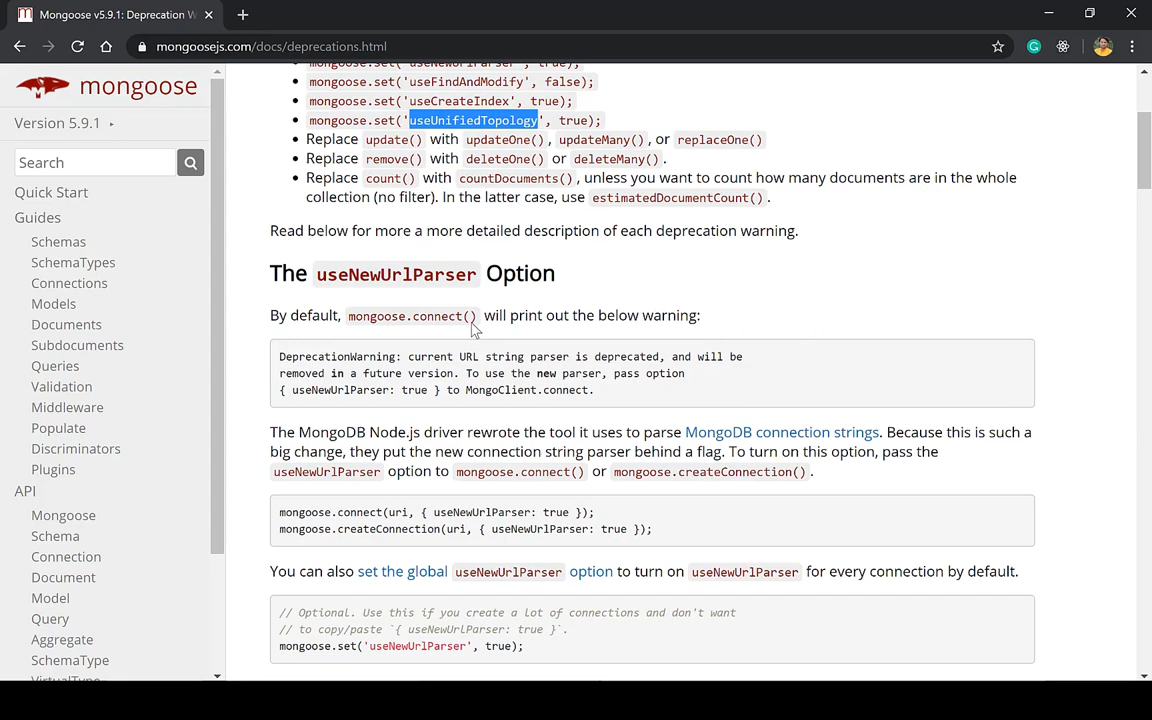 Mongoose v5.9.1: Deprecation W
mongoosejs.com/docs/deprecations.html
mongoose
Version 5.9.1
Search
Quick Start
Guides
Schemas
SchemaTypes
Connections
Models
Documents
Subdocuments
Queries
Validation
Middleware
Populate
Discriminators
Plugins
API
Mongoose
Schema
Connection
Document
Model
Query
Aggregate
SchemaType
VirtualType
mongoose.set('useNewUrlParser', true);
mongoose.set('useFindAndModify', false);
mongoose.set('useCreateIndex', true);
mongoose.set('useUnifiedTopology', true);
Replace update() with updateOne(), updateMany(), or replaceOne()
Replace remove() with deleteOne() or deleteMany().
Replace count() with countDocuments(), unless you want to count how many documents are in the whole
collection (no filter). In the latter case, use estimatedDocumentCount().
Read below for more a more detailed description of each deprecation warning.
The useNewUrlParser Option
By default, mongoose.connect() will print out the below warning:
DeprecationWarning: current URL string parser is deprecated, and will be
removed in a future version. To use the new parser, pass option
{ useNewUrlParser: true } to MongoClient.connect.
The MongoDB Node.js driver rewrote the tool it uses to parse MongoDB connection strings. Because this is such a
big change, they put the new connection string parser behind a flag. To turn on this option, pass the
useNewUrlParser option to mongoose.connect() or mongoose.createConnection().
mongoose.connect(uri, { useNewUrlParser: true });
mongoose.createConnection(uri, { useNewUrlParser: true });
You can also set the global useNewUrlParser option to turn on useNewUrlParser for every connection by default.
// Optional. Use this if you create a lot of connections and don't want
// to copy/paste `{ useNewUrlParser: true }`.
mongoose.set('useNewUrlParser', true);